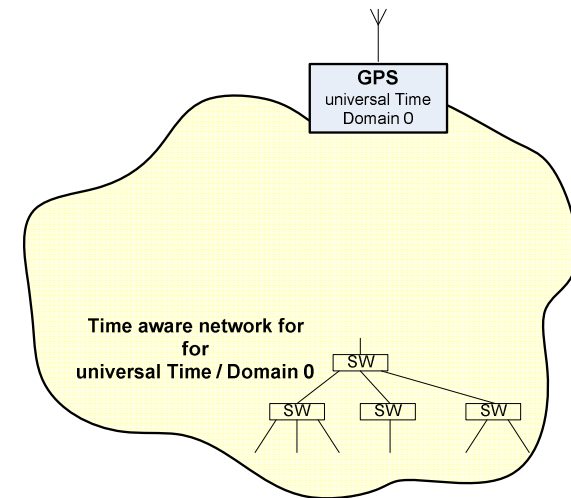 GPS
universal Time
Domain 0
Time aware network for
for
universal Time / Domain 0
SW
SW
SW
SW